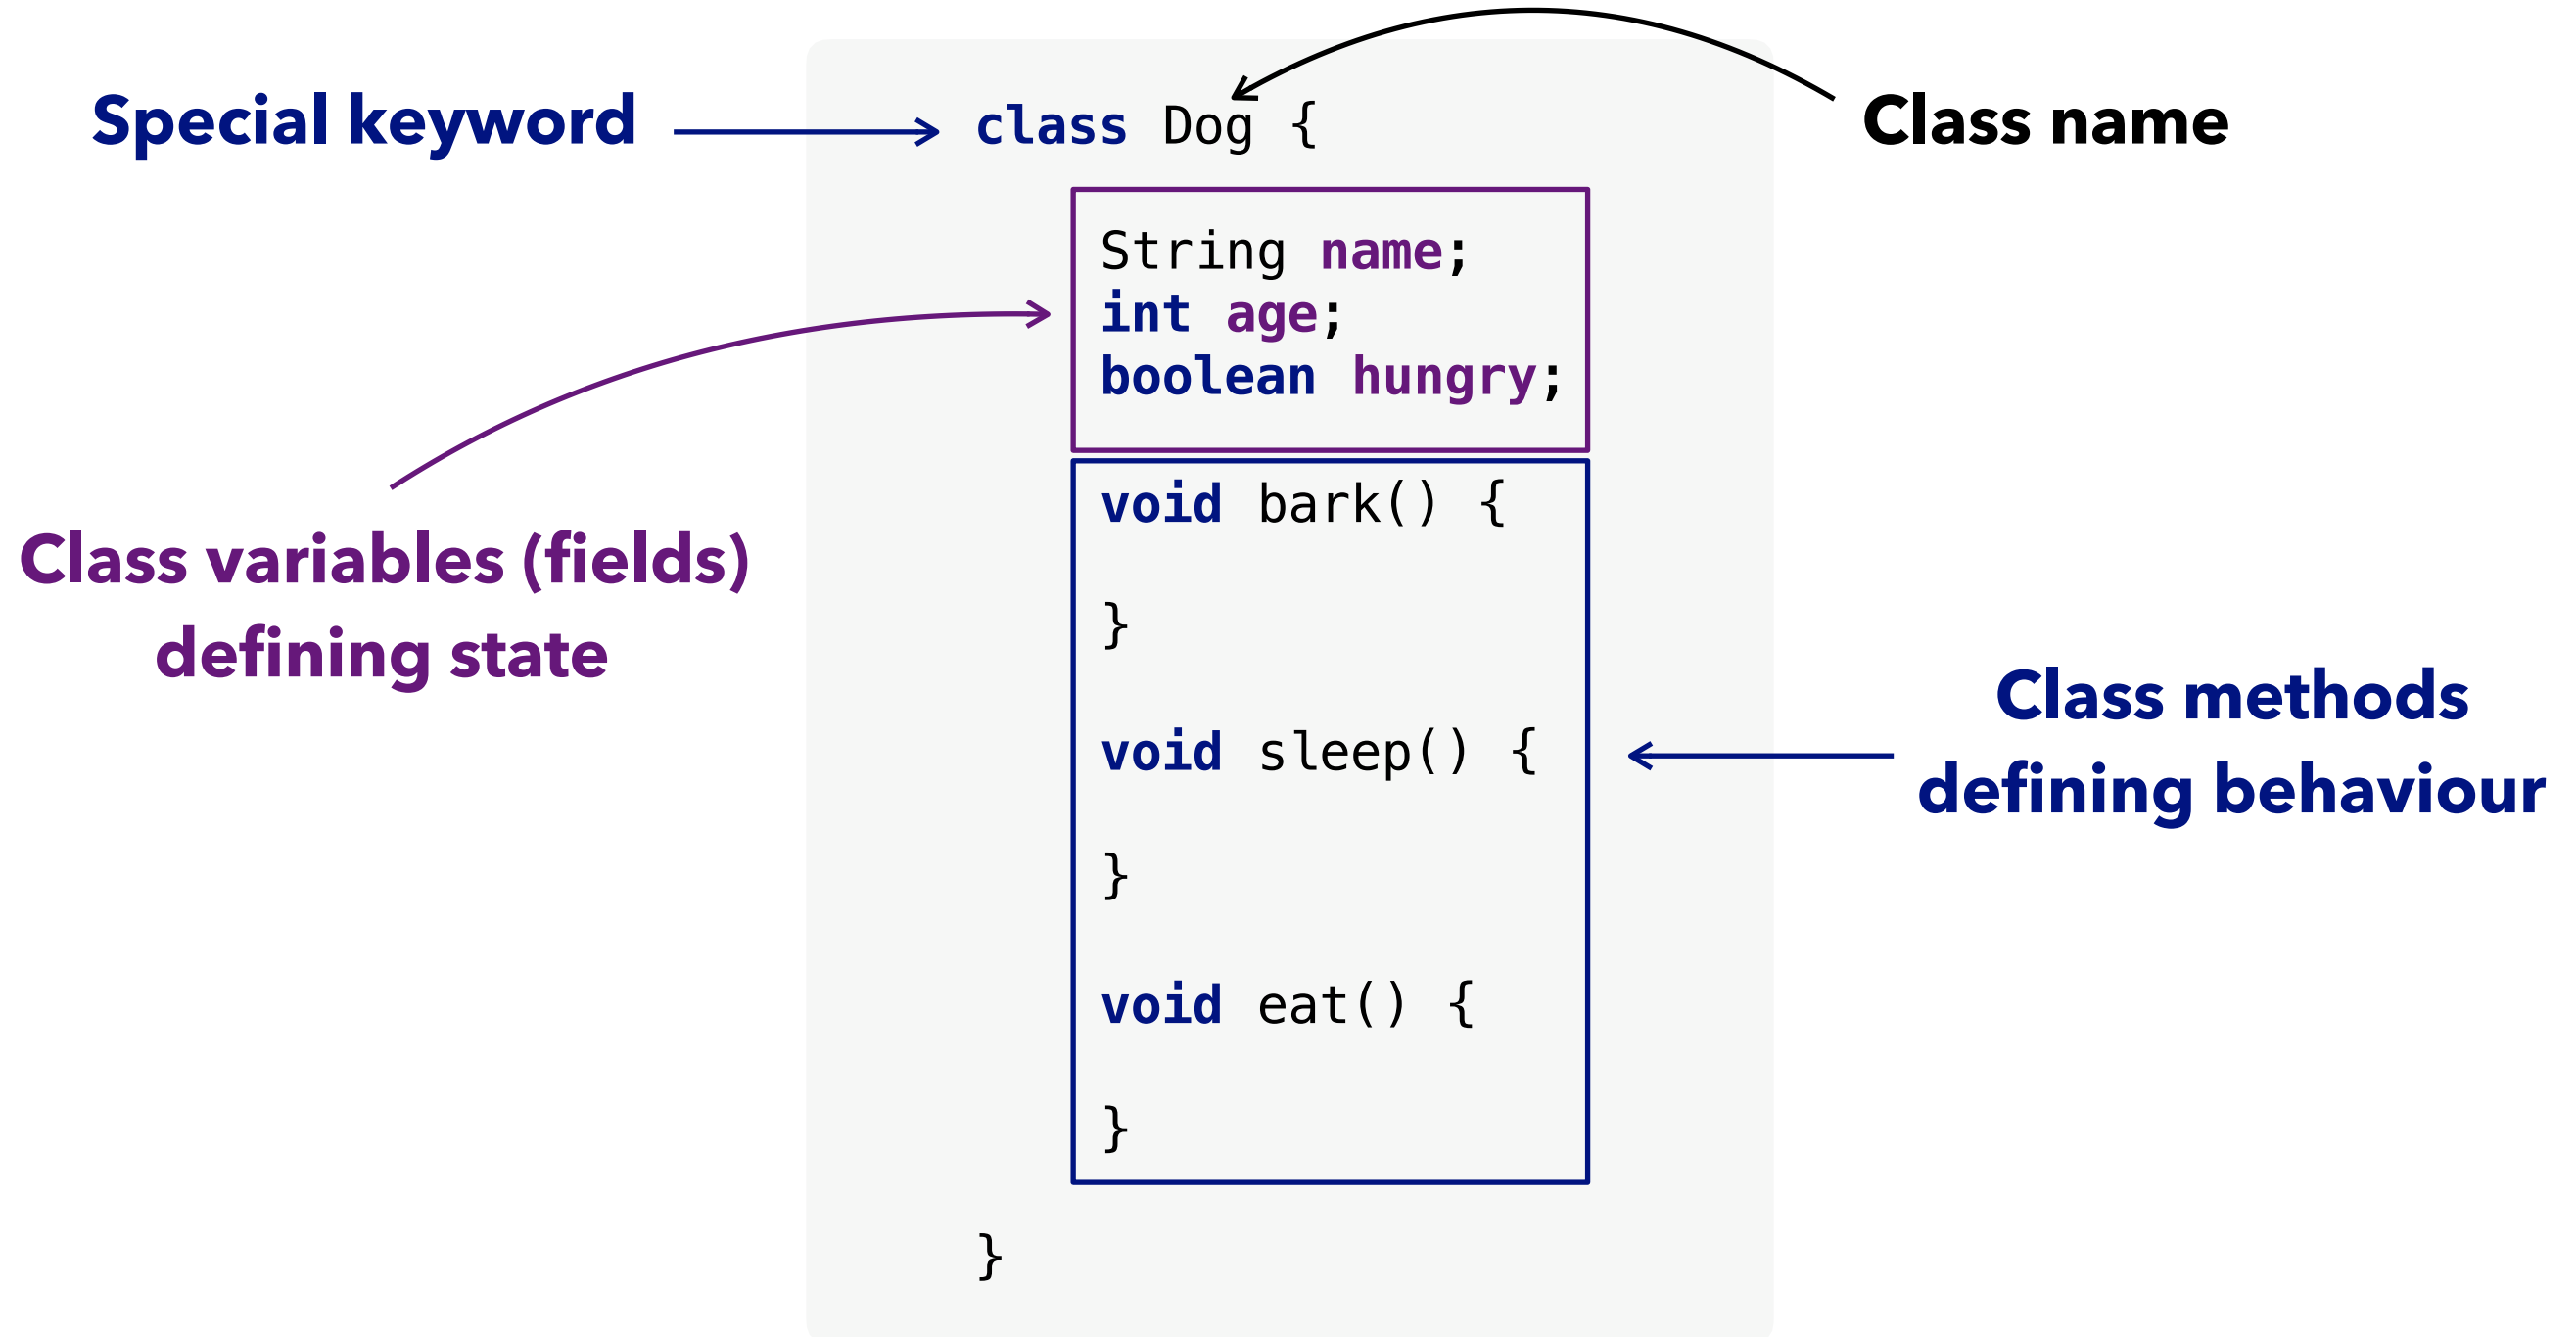 Special keyword
class Dog {
Class name
String name;
int age;
boolean hungry;
Class variables (fields)
defining state
void bark() {
}
void sleep() {
}
void eat() {
}
Class methods
defining behaviour
}